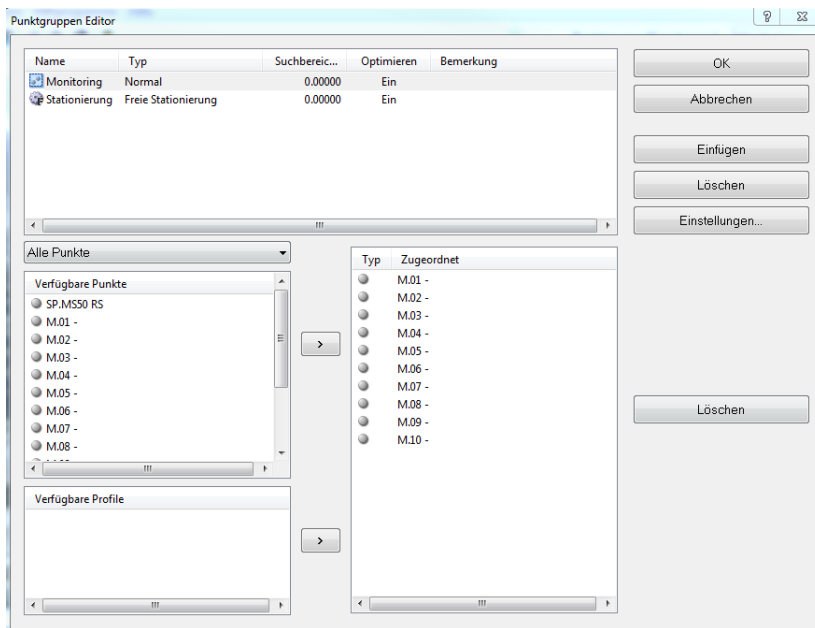 Punktgruppen Editor
Name Typ Suchbereic... Optimieren Bemerkung
Monitoring Normal 0.00000 Ein
Stationierung Freie Stationierung 0.00000 Ein
OK
Abbrechen
Einfügen
Löschen
Einstellungen...
Alle Punkte
Verfügbare Punkte
SP.MS50 RS
M.01 -
M.02 -
M.03 -
M.04 -
M.05 -
M.06 -
M.07 -
M.08 -
>
Typ Zugeordnet
M.01 -
M.02 -
M.03 -
M.04 -
M.05 -
M.06 -
M.07 -
M.08 -
M.09 -
M.10 -
Löschen
Verfügbare Profile
>